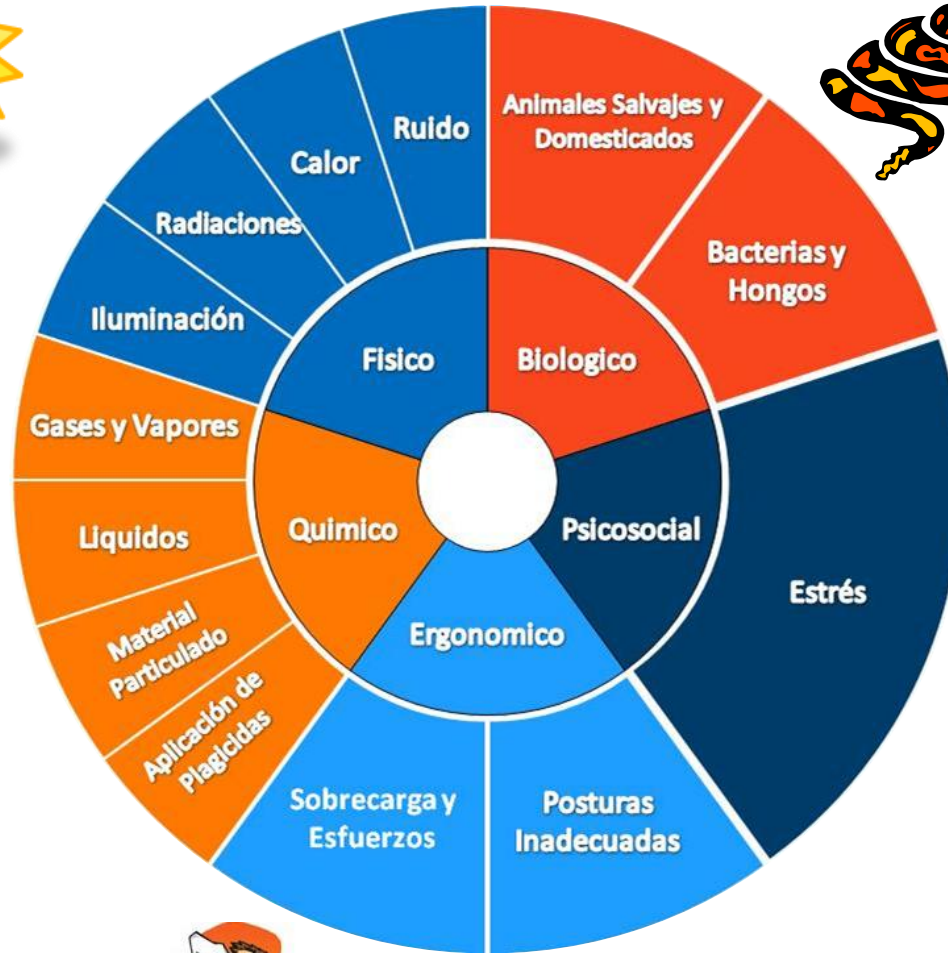 Ruido
Calor
Radiaciones
Iluminación
Animales Salvajes y
Domesticados
Bacterias y
Hongos
Fisico
Biologico
Gases y Vapores
Liquidos
Material
Particulado
Aplicación de
Plagicidas
Quimico
Psicosocial
Estrés
Ergonomico
Sobrecarga y
Esfuerzos
Posturas
Inadecuadas